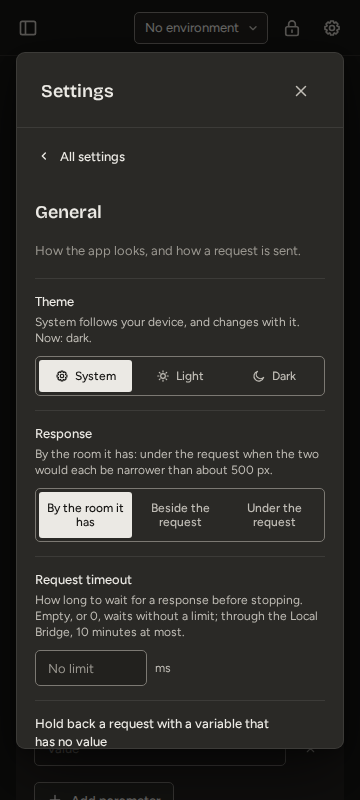 No environment
Settings
All settings
General
How the app looks, and how a request is sent.
Theme
System follows your device, and changes with it.
Now: dark.
System
Light
Dark
Response
By the room it has: under the request when the two
would each be narrower than about 500 px.
By the room it
has
Beside the
request
Under the
request
Request timeout
How long to wait for a response before stopping.
Empty, or 0, waits without a limit; through the Local
Bridge, 10 minutes at most.
No limit
ms
Hold back a request with a variable that
has no value
Add parameter